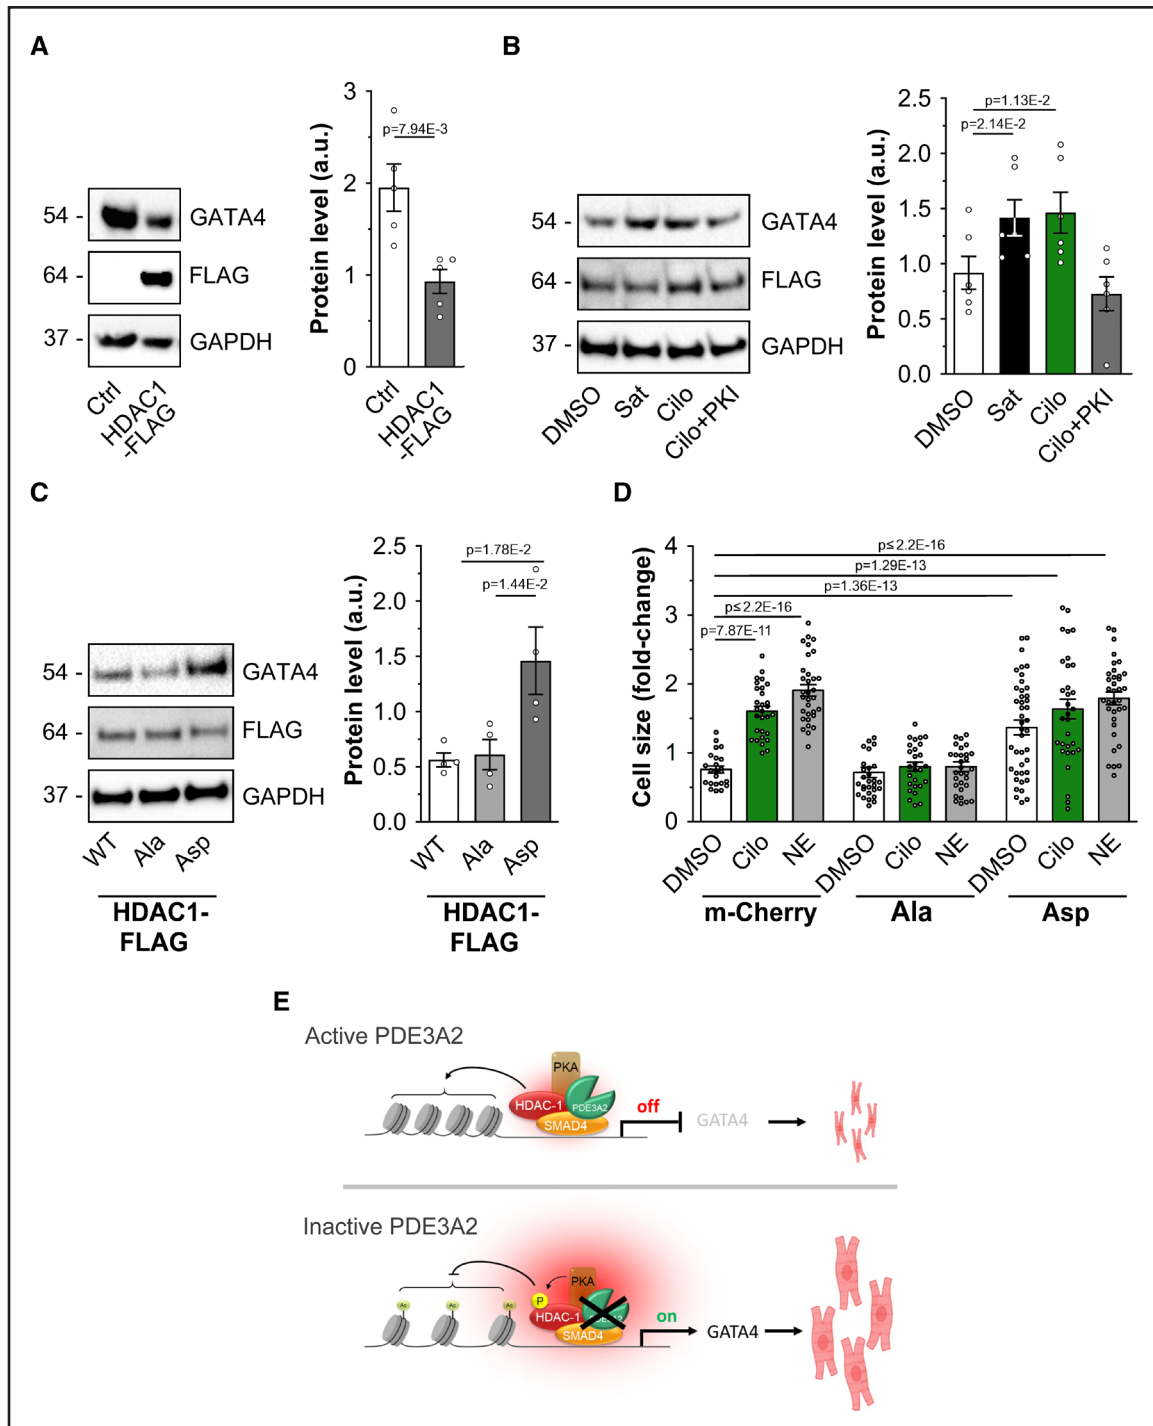 A
3
2
1
0
Protein level (a.u.)
p=7.94E-3
54 -
GATA4
64 -
FLAG
37 -
GAPDH
Ctrl
HDAC1
-FLAG
Ctrl
HDAC1
-FLAG
B
54 -
GATA4
64 -
FLAG
37 -
GAPDH
DMSO
Sat
Cilo
Cilo+PKI
2.5
2.0
1.5
1.0
0.5
0.0
Protein level (a.u.)
p=1.13E-2
p=2.14E-2
DMSO
Sat
Cilo
Cilo+PKI
C
54 -
GATA4
64 -
FLAG
37 -
GAPDH
WT
Ala
Asp
HDAC1-
FLAG
2.5
2.0
1.5
1.0
0.5
0.0
Protein level (a.u.)
p=1.78E-2
p=1.44E-2
WT
Ala
Asp
HDAC1-
FLAG
D
4
3
2
1
0
Cell size (fold-change)
p≤2.2E-16
p=1.29E-13
p=1.36E-13
p≤2.2E-16
p=7.87E-11
DMSO
Cilo
NE
DMSO
Cilo
NE
DMSO
Cilo
NE
m-Cherry
Ala
Asp
E
Active PDE3A2
PKA
HDAC-1
PDE3A2
SMAD4
off
GATA4
Inactive PDE3A2
Ac
Ac
Ac
P
PKA
HDAC-1
SMAD4
on
GATA4